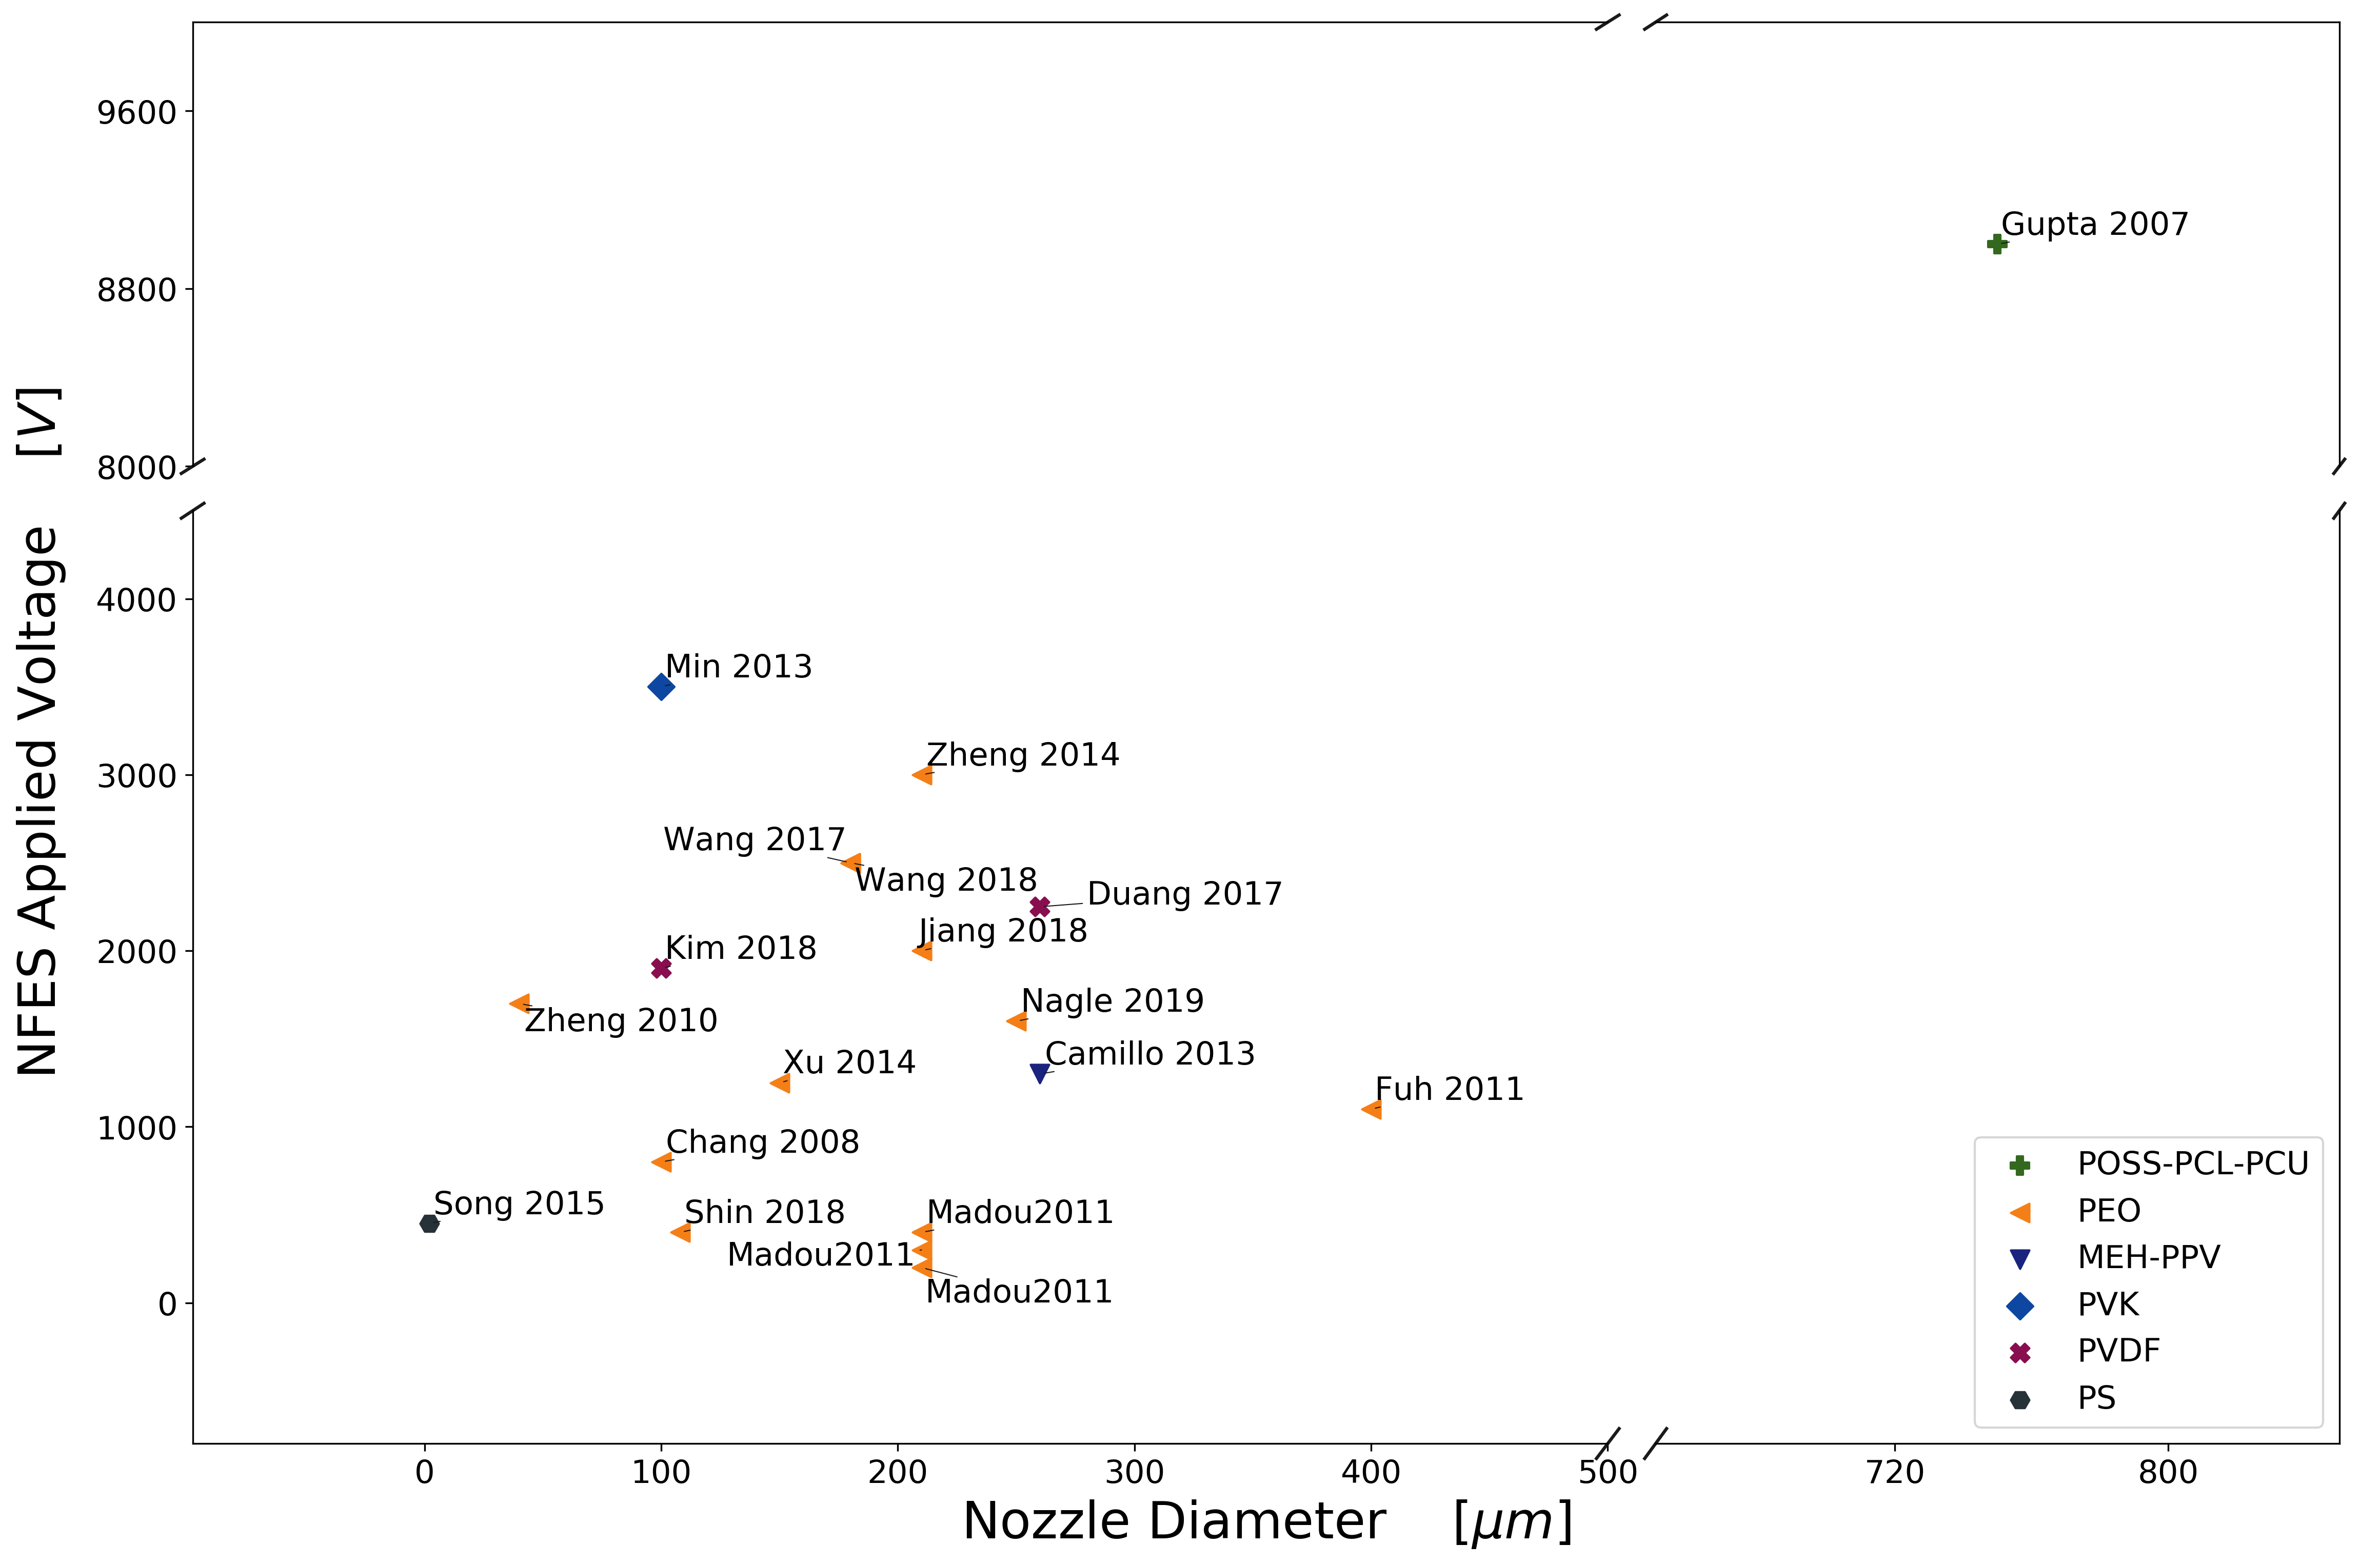 9600
8800
8000
4000
3000
2000
1000
0
NFES Applied Voltage [V]
Gupta 2007
Min 2013
Zheng 2014
Wang 2017
Wang 2018
Duang 2017
Jiang 2018
Kim 2018
Zheng 2010
Nagle 2019
Camillo 2013
Xu 2014
Fuh 2011
Chang 2008
Song 2015
Shin 2018
Madou2011
Madou2011
Madou2011
POSS-PCL-PCU
PEO
MEH-PPV
PVK
PVDF
PS
0 100 200 300 400 500 720 800
Nozzle Diameter [μm]